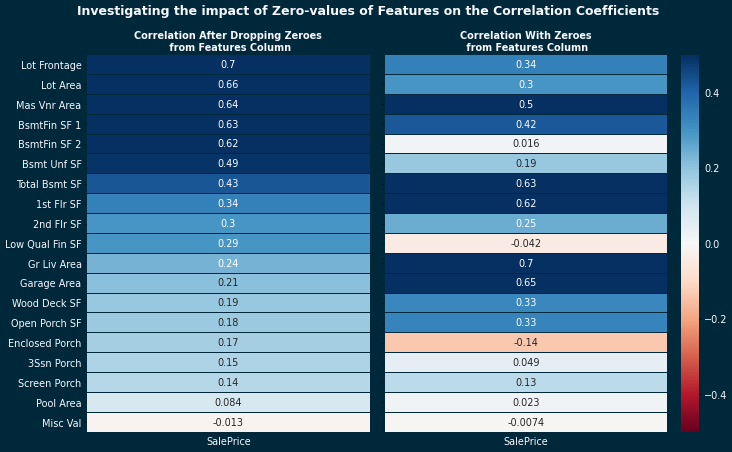 Investigating the impact of Zero-values of Features on the Correlation Coefficients
Correlation After Dropping Zeroes
from Features Column
Correlation With Zeroes
from Features Column
Lot Frontage 0.7 0.34
Lot Area 0.66 0.3
Mas Vnr Area 0.64 0.5
BsmtFin SF 1 0.63 0.42
BsmtFin SF 2 0.62 0.016
Bsmt Unf SF 0.49 0.19
Total Bsmt SF 0.43 0.63
1st Flr SF 0.34 0.62
2nd Flr SF 0.3 0.25
Low Qual Fin SF 0.29 -0.042
Gr Liv Area 0.24 0.7
Garage Area 0.21 0.65
Wood Deck SF 0.19 0.33
Open Porch SF 0.18 0.33
Enclosed Porch 0.17 -0.14
3Ssn Porch 0.15 0.049
Screen Porch 0.14 0.13
Pool Area 0.084 0.023
Misc Val -0.013 -0.0074
SalePrice SalePrice
0.4
0.2
0.0
−0.2
−0.4